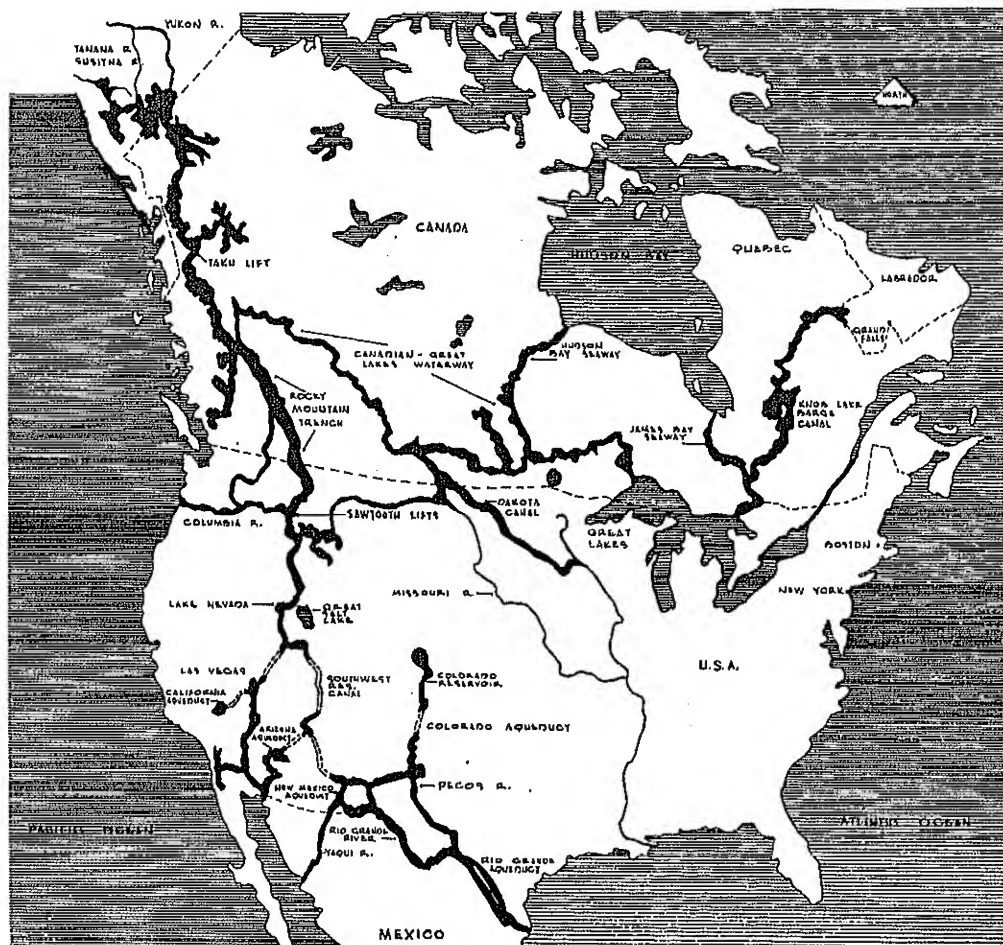 YUKON R.
TANANA R.
SUSITNA R.
NORTH
CANADA
HUDSON BAY
QUEBEC
LABRADOR
TAKU LIFT
GRAND
FALLS
CANADIAN - GREAT
LAKES WATERWAY
HUDSON
BAY SEAWAY
ROCKY
MOUNTAIN
TRENCH
KNOB LAKE
BARGE
CANAL
JAMES BAY
SEAWAY
COLUMBIA R.
SAWTOOTH LIFTS
DAKOTA
CANAL
GREAT
LAKES
BOSTON
NEW YORK
MISSOURI R.
LAKE NEVADA
GREAT
SALT
LAKE
U.S.A.
LAS VEGAS
CALIFORNIA
AQUEDUCT
SOUTHWEST
RES.
CANAL
COLORADO
RESERVOIR
COLORADO AQUEDUCT
ARIZONA
AQUEDUCT
NEW MEXICO
AQUEDUCT
PECOS R.
PACIFIC OCEAN
ATLANTIC OCEAN
RIO GRANDE
RIVER
YAQUI R.
RIO GRANDE
AQUEDUCT
MEXICO